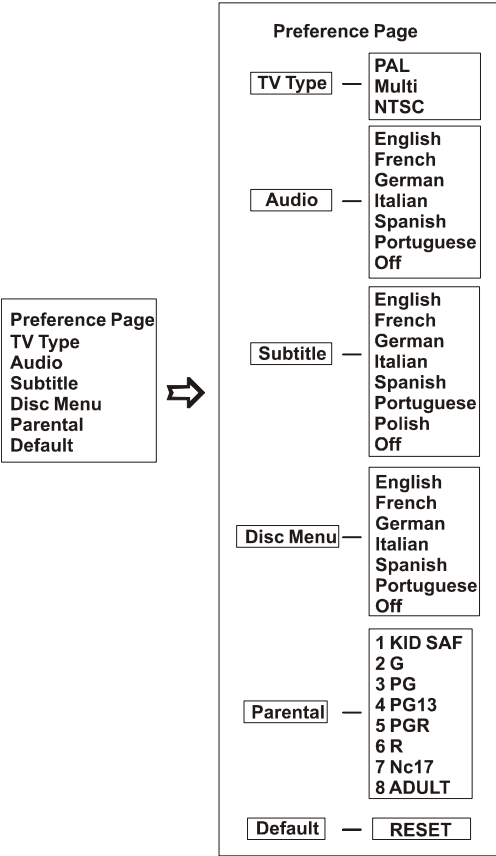 Preference Page
TV Type
Audio
Subtitle
Disc Menu
Parental
Default
Preference Page
TV Type
PAL
Multi
NTSC
Audio
English
French
German
Italian
Spanish
Portuguese
Off
Subtitle
English
French
German
Italian
Spanish
Portuguese
Polish
Off
Disc Menu
English
French
German
Italian
Spanish
Portuguese
Off
Parental
1 KID SAF
2 G
3 PG
4 PG13
5 PGR
6 R
7 Nc17
8 ADULT
Default
RESET